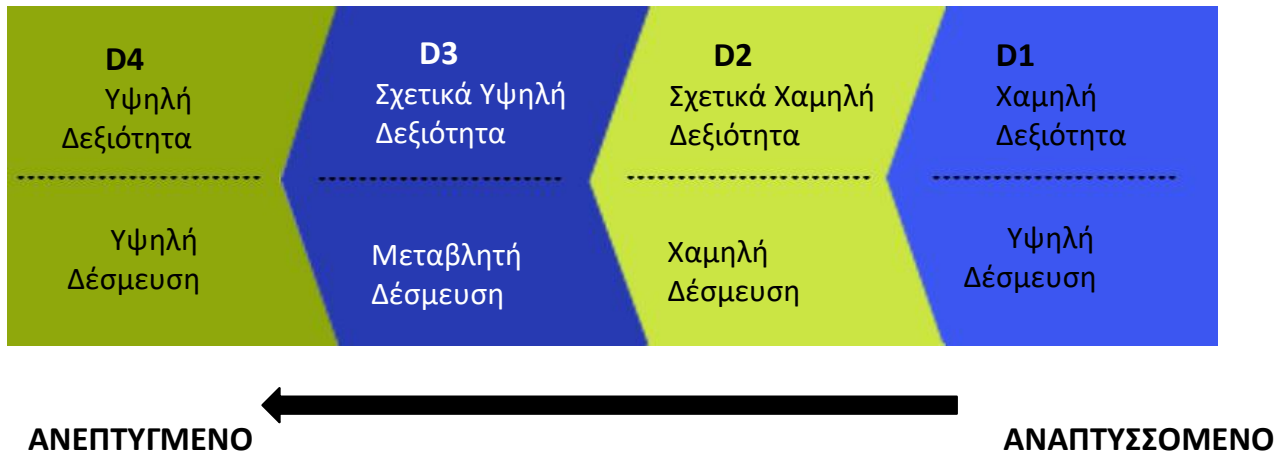 D4
Υψηλή
Δεξιότητα
Υψηλή
Δέσμευση
D3
Σχετικά Υψηλή
Δεξιότητα
Μεταβλητή
Δέσμευση
D2
Σχετικά Χαμηλή
Δεξιότητα
Χαμηλή
Δέσμευση
D1
Χαμηλή
Δεξιότητα
Υψηλή
Δέσμευση
ΑΝΕΠΤΥΓΜΕΝΟ
ΑΝΑΠΤΥΣΣΟΜΕΝΟ